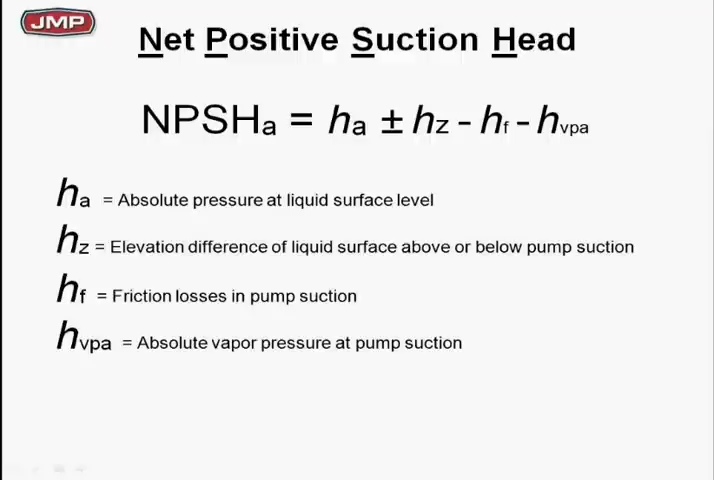 JMP
Net Positive Suction Head
NPSHa = ha ± hz - hf - hvpa
ha = Absolute pressure at liquid surface level
hz = Elevation difference of liquid surface above or below pump suction
hf = Friction losses in pump suction
hvpa = Absolute vapor pressure at pump suction